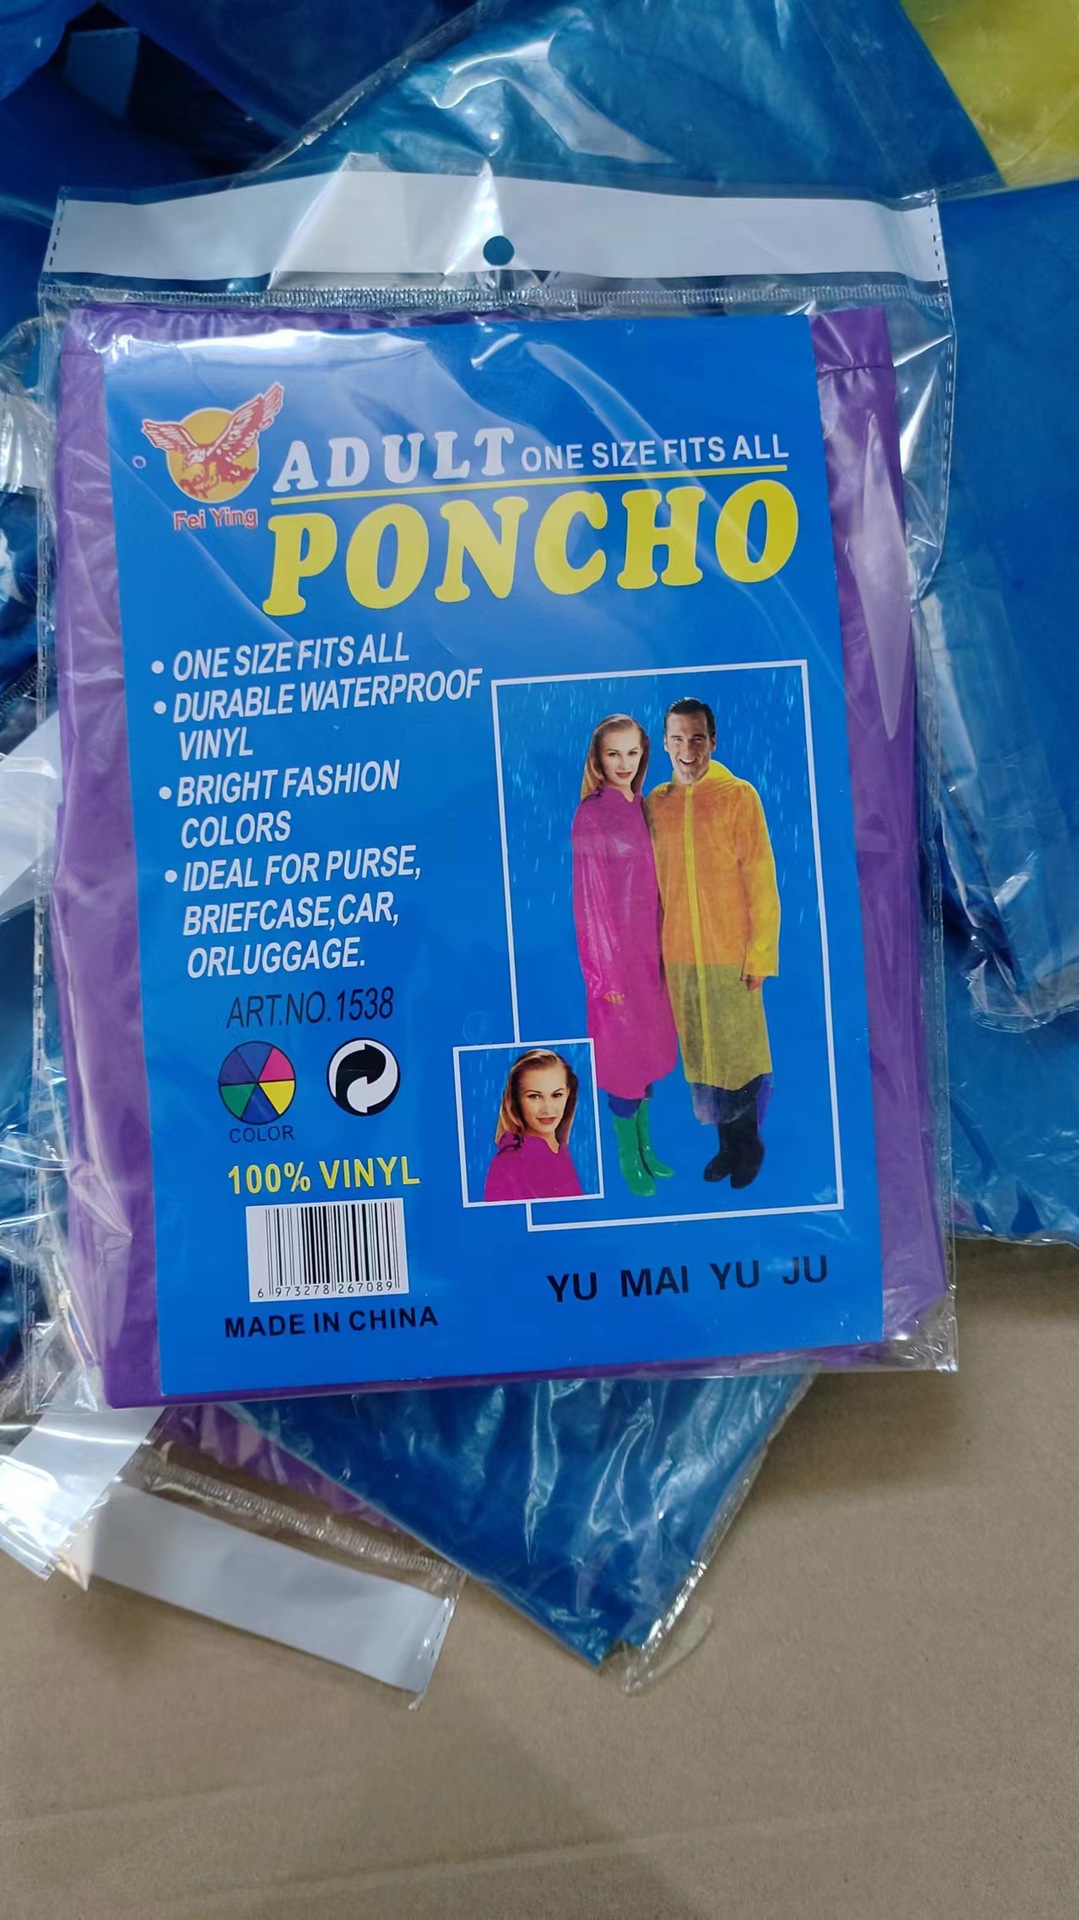 Fei Ying
ADULT ONE SIZE FITS ALL
PONCHO
• ONE SIZE FITS ALL
• DURABLE WATERPROOF
VINYL
• BRIGHT FASHION
COLORS
• IDEAL FOR PURSE,
BRIEFCASE,CAR,
ORLUGGAGE.
ART.NO.1538
COLOR
100% VINYL
6 973278 267089
MADE IN CHINA
YU MAI YU JU